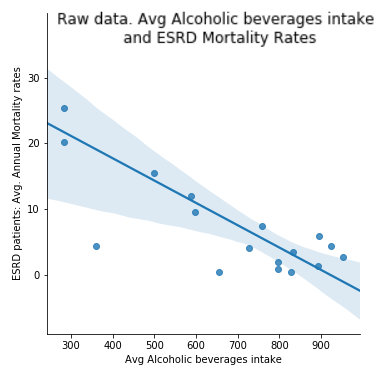 Raw data. Avg Alcoholic beverages intake
and ESRD Mortality Rates
30
20
10
0
ESRD patients: Avg. Annual Mortality rates
300 400 500 600 700 800 900
Avg Alcoholic beverages intake